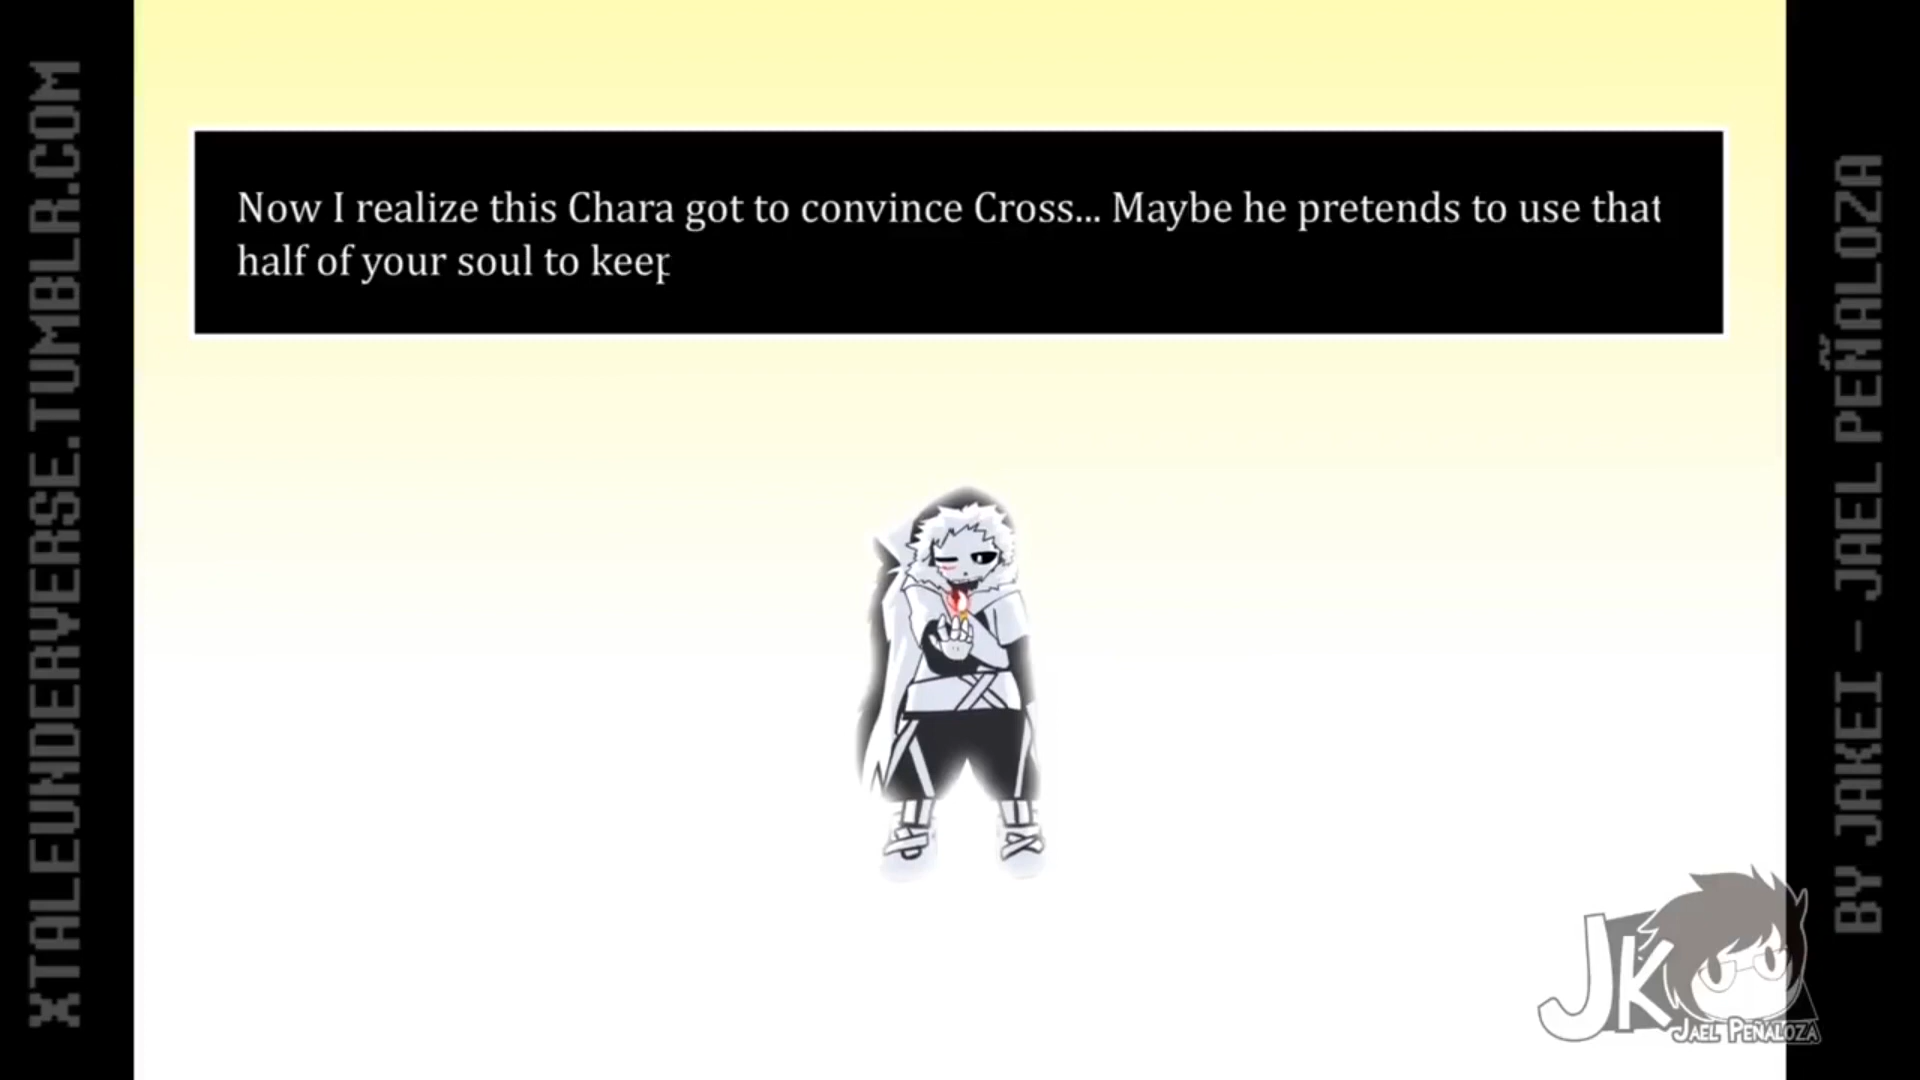 XTALEUNDERVERSE.TUMBLR.COM
Now I realize this Chara got to convince Cross... Maybe he pretends to use that
half of your soul to keep
BY JAKEI - JAEL PEÑALOZA
JK
JAEL PEÑALOZA